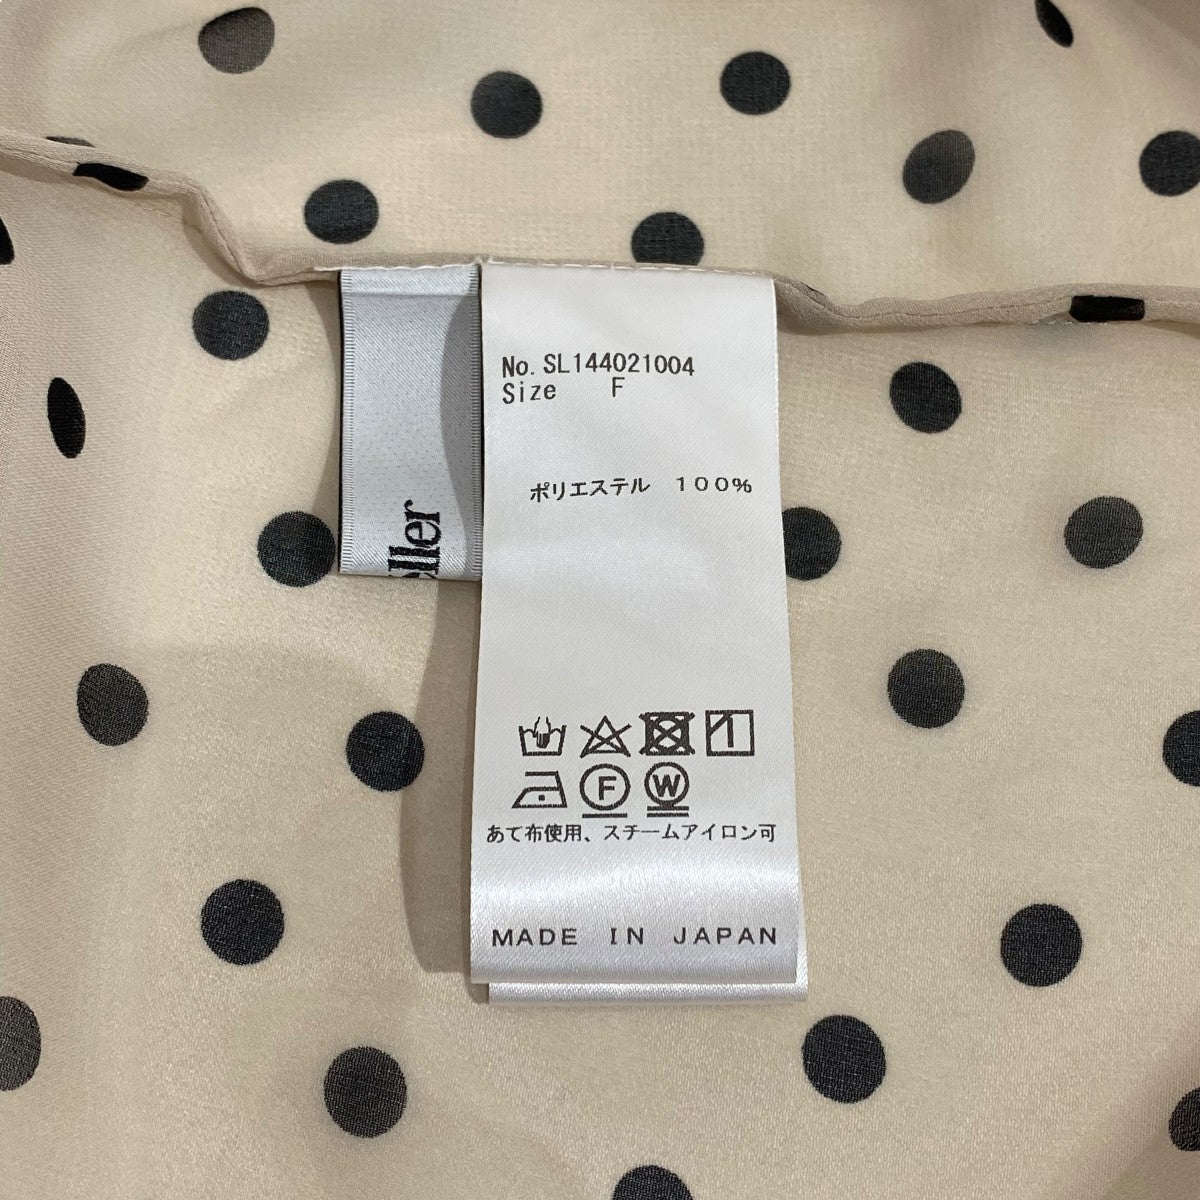 No. SL144021004
Size F
ポリエステル 100%
F W
あて布使用、スチームアイロン可
MADE IN JAPAN
ller